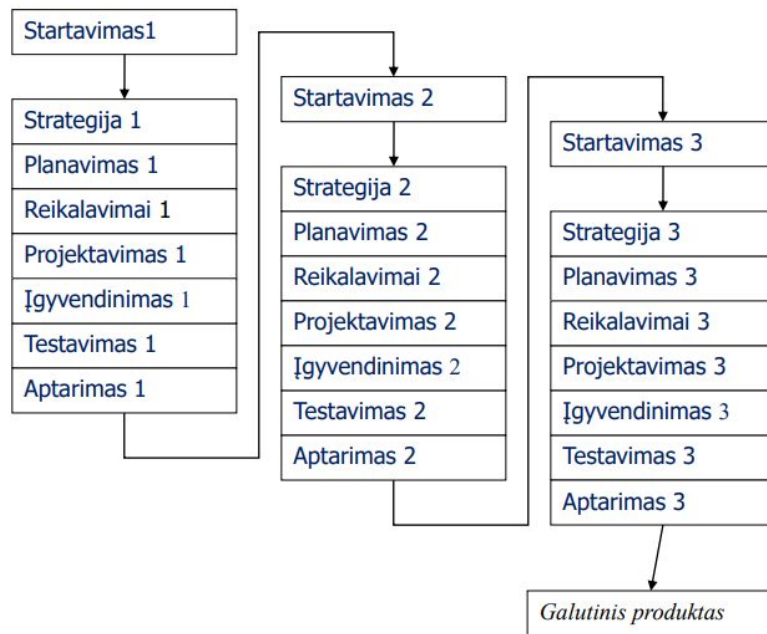 Startavimas1
Strategija 1
Planavimas 1
Reikalavimai 1
Projektavimas 1
Įgyvendinimas 1
Testavimas 1
Aptarimas 1
Startavimas 2
Strategija 2
Planavimas 2
Reikalavimai 2
Projektavimas 2
Įgyvendinimas 2
Testavimas 2
Aptarimas 2
Startavimas 3
Strategija 3
Planavimas 3
Reikalavimai 3
Projektavimas 3
Įgyvendinimas 3
Testavimas 3
Aptarimas 3
Galutinis produktas